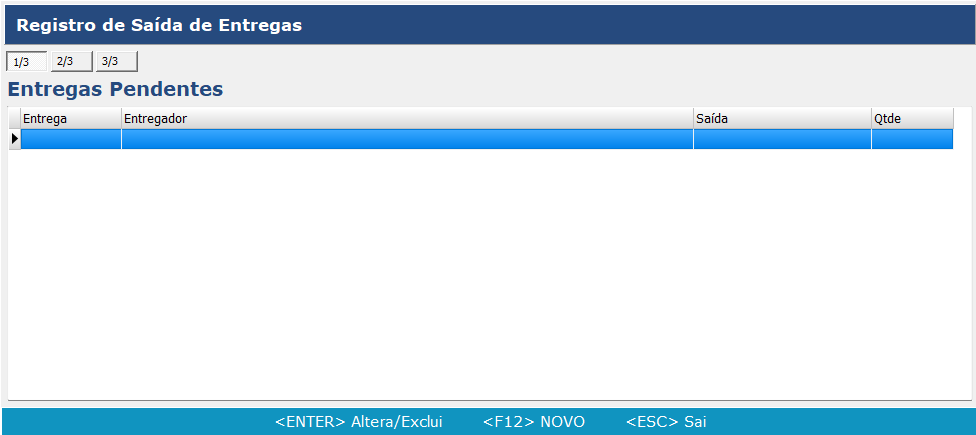 Registro de Saída de Entregas
1/3 2/3 3/3
Entregas Pendentes
Entrega Entregador Saída Qtde
<ENTER> Altera/Exclui <F12> NOVO <ESC> Sai